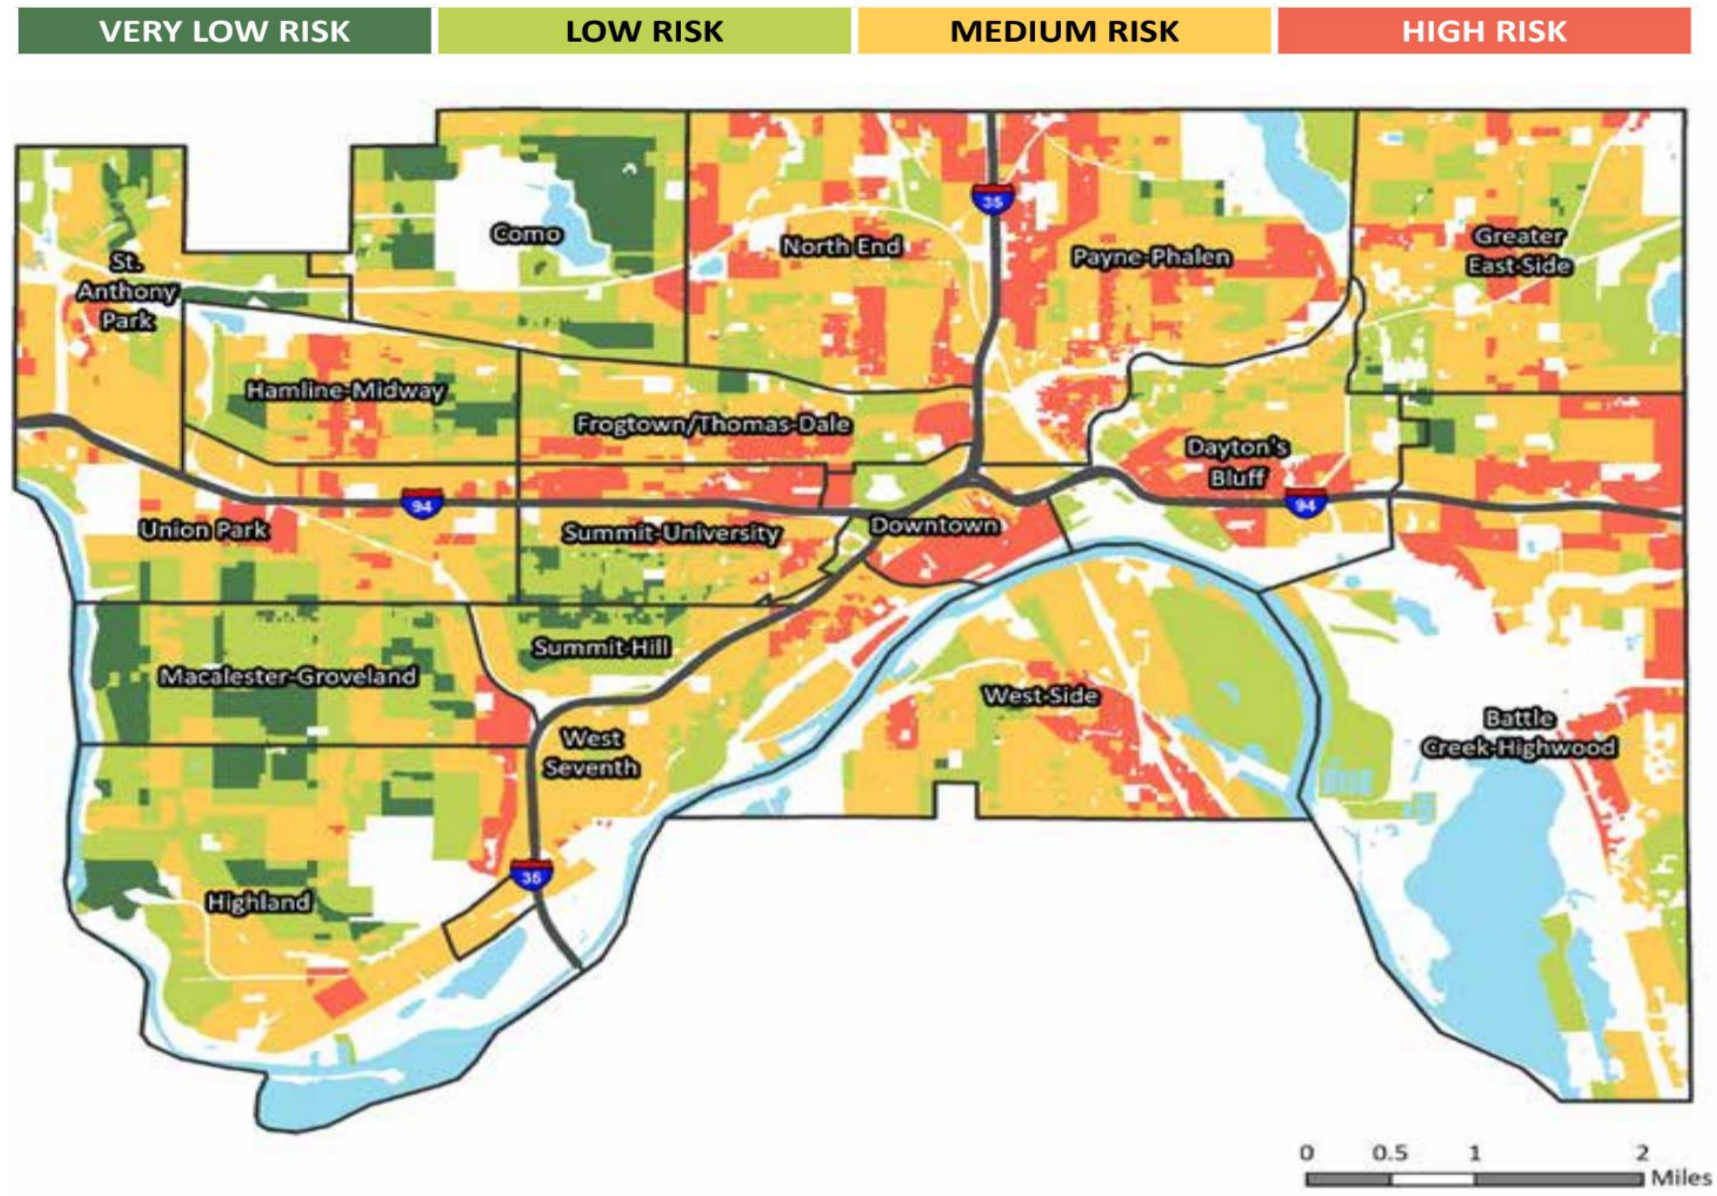 VERY LOW RISK
LOW RISK
MEDIUM RISK
HIGH RISK
35
Como
North End
Payne-Phalen
Greater
East-Side
St.
Anthony
Park
Hamline-Midway
Frogtown/Thomas-Dale
Dayton's
Bluff
94
94
Union Park
Summit-University
Downtown
Summit-Hill
Macalester-Groveland
West-Side
West
Seventh
Battle
Creek-Highwood
35
Highland
0 0.5 1 2
Miles